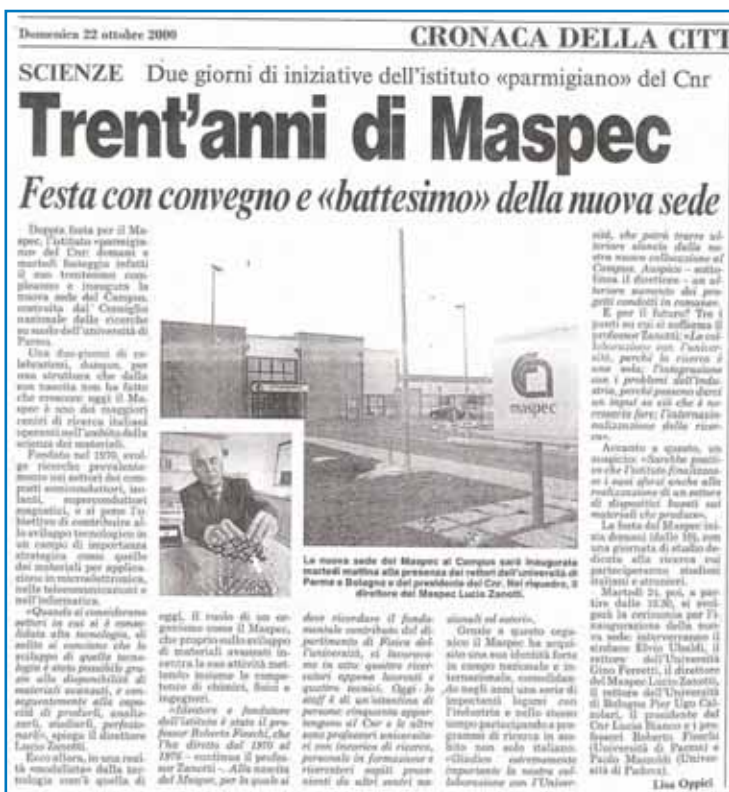 Domenica 22 ottobre 2000
CRONACA DELLA CITT
SCIENZE Due giorni di iniziative dell'istituto «parmigiano» del Cnr
Trent'anni di Maspec
Festa con convegno e «battesimo» della nuova sede
Doppia festa per il Ma-
spec, l'istituto «parmigia-
no» del Cnr: domani e
martedì festeggia infatti
il suo trentesimo com-
pleanno e inaugura la
nuova sede del Campus,
costruita dal Consiglio
nazionale delle ricerche
su suolo dell'università di
Parma.
Una due-giorni di ce-
lebrazioni, dunque, per
una struttura che dalla
sua nascita non ha fatto
che crescere: oggi il Ma-
spec è uno dei maggiori
centri di ricerca italiani
operanti nell'ambito della
scienza dei materiali.
Fondato nel 1970, svol-
ge ricerche prevalente-
mente nei settori dei com-
posti semiconduttori, iso-
lanti, superconduttori
magnetici, e si pone l'o-
biettivo di contribuire al-
lo sviluppo tecnologico in
un campo di importanza
strategica come quello
dei materiali per applica-
zione in microelettronica,
nelle telecomunicazioni e
nell'informatica.
«Quando si considerano
settori in cui si è conso-
lidata alta tecnologia, di
solito si conviene che lo
sviluppo di quella tecno-
logia è stato possibile gra-
zie alla disponibilità di
materiali avanzati, e con-
seguentemente alla capa-
cità di produrli, analiz-
zarli, studiarli, perfezio-
narli», spiega il direttore
Lucio Zanotti.
Ecco allora, in una real-
tà «modellata» dalla tec-
nologia com'è quella di
maspec
La nuova sede del Maspec al Campus sarà inaugurata
martedì mattina alla presenza dei rettori dell'università di
Parma e Bologna e del presidente del Cnr. Nel riquadro, il
direttore del Maspec Lucio Zanotti.
oggi, il ruolo di un or-
ganismo come il Maspec,
che proprio sullo sviluppo
di materiali avanzati in-
centra la sua attività met-
tendo insieme le compe-
tenze di chimici, fisici e
ingegneri.
«Ideatore e fondatore
dell'istituto è stato il pro-
fessor Roberto Fieschi, che
l'ha diretto dal 1970 al
1976 - continua il profes-
sor Zanotti -. Alla nascita
del Maspec, per la quale si
deve ricordare il fonda-
mentale contributo del di-
partimento di Fisica del-
l'università, ci lavorava-
no in otto: quattro ricer-
catori appena laureati e
quattro tecnici. Oggi lo
staff è di un'ottantina di
persone: cinquanta appar-
tengono al Cnr e le altre
sono professori universita-
ri con incarico di ricerca,
personale in formazione e
ricercatori ospiti prove-
nienti da altri centri na-
zionali ed esteri».
Grazie a questo orga-
nico il Maspec ha acqui-
sito una identità forte
in campo nazionale e in-
ternazionale, consolidan-
do negli anni una serie di
importanti legami con
l'industria e nello stesso
tempo partecipando a pro-
grammi di ricerca in am-
bito non solo italiano.
«Giudico estremamente
importante la nostra col-
laborazione con l'Univer-
sità, che potrà trarre ul-
teriore slancio dalla no-
stra nuova collocazione al
Campus. Auspico - sotto-
linea il direttore - un ul-
teriore aumento dei pro-
getti condotti in comune».
E per il futuro? Tre i
punti su cui si sofferma il
professor Zanotti: «La col-
laborazione con l'univer-
sità, perché la ricerca è
una sola; l'integrazione
con i problemi dell'indu-
stria, perché possono darci
un input su ciò che è ne-
cessario fare; l'internazio-
nalizzazione della ricer-
ca».
Accanto a questo, un
auspicio: «Sarebbe positi-
vo che l'istituto finalizzas-
se i suoi sforzi anche alla
realizzazione di un settore
di dispositivi basati sui
materiali che produce».
La festa del Maspec ini-
zia domani (dalle 10), con
una giornata di studio de-
dicata alla ricerca cui
parteciperanno studiosi
italiani e stranieri.
Martedì 24, poi, a par-
tire dalle 10.30, si svol-
gerà la cerimonia per l'i-
naugurazione della nuo-
va sede: interverranno il
sindaco Elvio Ubaldi, il
rettore dell'Università
Gino Ferretti, il direttore
del Maspec Lucio Zanotti,
il rettore dell'Università
di Bologna Pier Ugo Cal-
zolari, il presidente del
Cnr Lucio Bianco e i pro-
fessori Roberto Fieschi
(Università di Parma) e
Paolo Mazzoldi (Univer-
sità di Padova).
Lisa Oppici